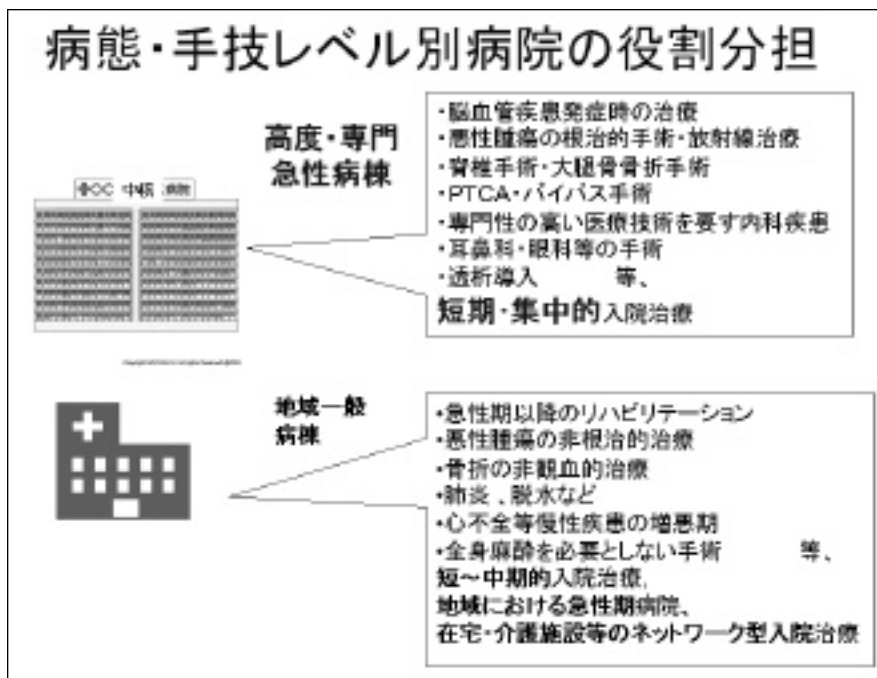 病態・手技レベル別病院の役割分担
高度・専門
急性病棟
・脳血管疾患発症時の治療
・悪性腫瘍の根治的手術・放射線治療
・脊椎手術・大腿骨骨折手術
・PTCA・バイパス手術
・専門性の高い医療技術を要す内科疾患
・耳鼻科・眼科等の手術
・透析導入 等、
短期・集中的入院治療
中核 病院
地域一般
病棟
・急性期以降のリハビリテーション
・悪性腫瘍の非根治的治療
・骨折の非観血的治療
・肺炎、脱水など
・心不全等慢性疾患の増悪期
・全身麻酔を必要としない手術 等、
短～中期的入院治療、
地域における急性期病院、
在宅・介護施設等のネットワーク型入院治療